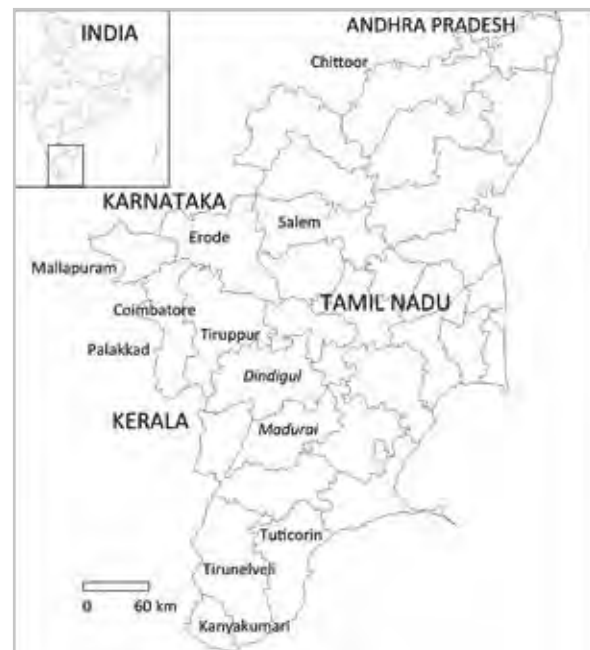 INDIA
ANDHRA PRADESH
Chittoor
KARNATAKA
Salem
Erode
Mallapuram
Coimbatore
TAMIL NADU
Tiruppur
Palakkad
Dindigul
KERALA
Madurai
Tuticorin
Tirunelveli
0 60 km
Kanyakumari